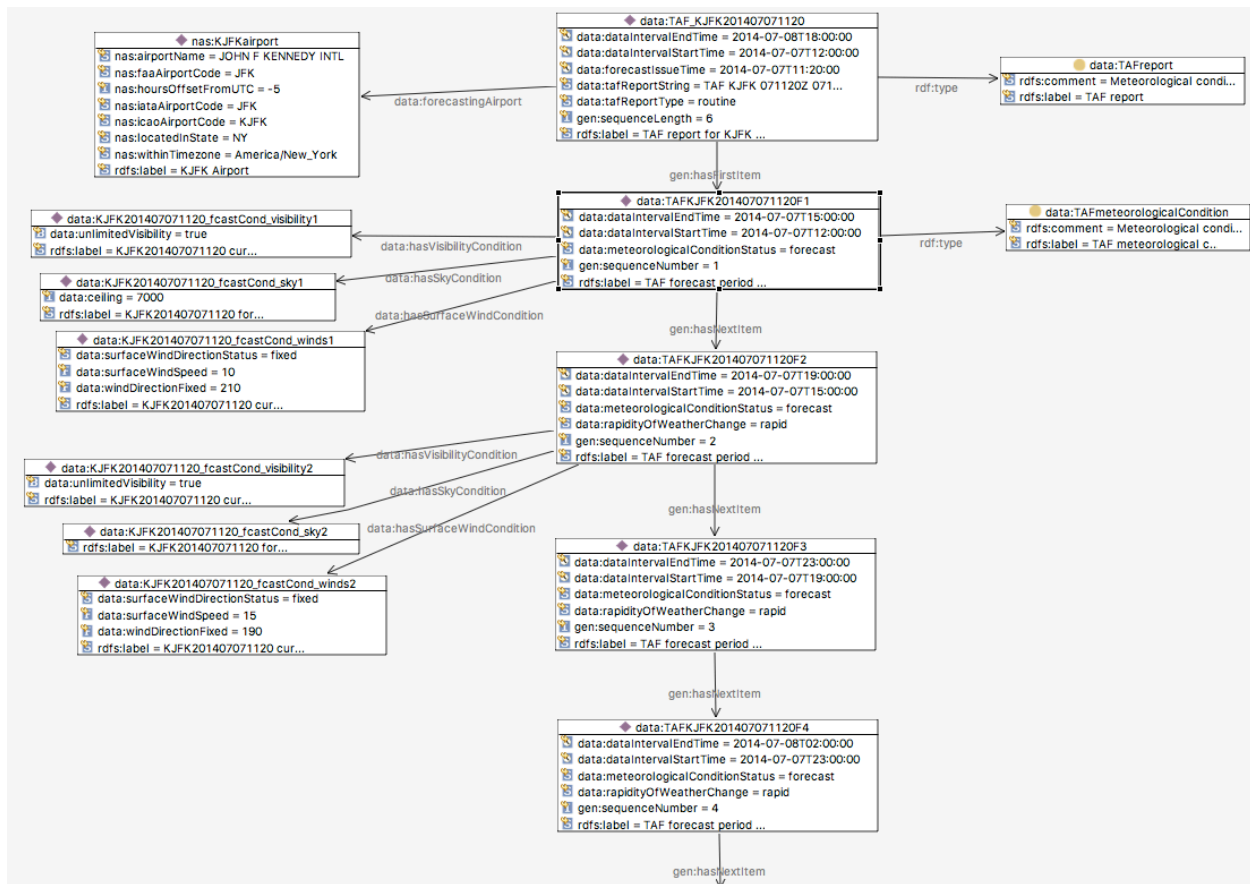 data:TAF_KJFK201407071120
data:dataIntervalEndTime = 2014-07-08T18:00:00
data:dataIntervalStartTime = 2014-07-07T12:00:00
data:forecastIssueTime = 2014-07-07T11:20:00
data:tafReportString = TAF KJFK 071120Z 071...
data:tafReportType = routine
gen:sequenceLength = 6
rdfs:label = TAF report for KJFK ...
nas:KJFKairport
nas:airportName = JOHN F KENNEDY INTL
nas:faaAirportCode = JFK
nas:hoursOffsetFromUTC = -5
nas:iataAirportCode = JFK
nas:icaoAirportCode = KJFK
nas:locatedInState = NY
nas:withinTimezone = America/New_York
rdfs:label = KJFK Airport
data:forecastingAirport
rdf:type
data:TAFreport
rdfs:comment = Meteorological condi...
rdfs:label = TAF report
gen:hasFirstItem
data:TAFKJFK201407071120F1
data:dataIntervalEndTime = 2014-07-07T15:00:00
data:dataIntervalStartTime = 2014-07-07T12:00:00
data:meteorologicalConditionStatus = forecast
gen:sequenceNumber = 1
rdfs:label = TAF forecast period ...
rdf:type
data:TAFmeteorologicalCondition
rdfs:comment = Meteorological condi...
rdfs:label = TAF meteorological c..
data:KJFK201407071120_fcastCond_visibility1
data:unlimitedVisibility = true
rdfs:label = KJFK201407071120 cur...
data:hasVisibilityCondition
data:KJFK201407071120_fcastCond_sky1
data:ceiling = 7000
rdfs:label = KJFK201407071120 for...
data:hasSkyCondition
data:KJFK201407071120_fcastCond_winds1
data:surfaceWindDirectionStatus = fixed
data:surfaceWindSpeed = 10
data:windDirectionFixed = 210
rdfs:label = KJFK201407071120 cur...
data:hasSurfaceWindCondition
gen:hasNextItem
data:TAFKJFK201407071120F2
data:dataIntervalEndTime = 2014-07-07T19:00:00
data:dataIntervalStartTime = 2014-07-07T15:00:00
data:meteorologicalConditionStatus = forecast
data:rapidityOfWeatherChange = rapid
gen:sequenceNumber = 2
rdfs:label = TAF forecast period ...
data:KJFK201407071120_fcastCond_visibility2
data:unlimitedVisibility = true
rdfs:label = KJFK201407071120 cur...
data:hasVisibilityCondition
data:KJFK201407071120_fcastCond_sky2
rdfs:label = KJFK201407071120 for...
data:hasSkyCondition
data:KJFK201407071120_fcastCond_winds2
data:surfaceWindDirectionStatus = fixed
data:surfaceWindSpeed = 15
data:windDirectionFixed = 190
rdfs:label = KJFK201407071120 cur...
data:hasSurfaceWindCondition
gen:hasNextItem
data:TAFKJFK201407071120F3
data:dataIntervalEndTime = 2014-07-07T23:00:00
data:dataIntervalStartTime = 2014-07-07T19:00:00
data:meteorologicalConditionStatus = forecast
data:rapidityOfWeatherChange = rapid
gen:sequenceNumber = 3
rdfs:label = TAF forecast period ...
gen:hasNextItem
data:TAFKJFK201407071120F4
data:dataIntervalEndTime = 2014-07-08T02:00:00
data:dataIntervalStartTime = 2014-07-07T23:00:00
data:meteorologicalConditionStatus = forecast
data:rapidityOfWeatherChange = rapid
gen:sequenceNumber = 4
rdfs:label = TAF forecast period ...
gen:hasNextItem